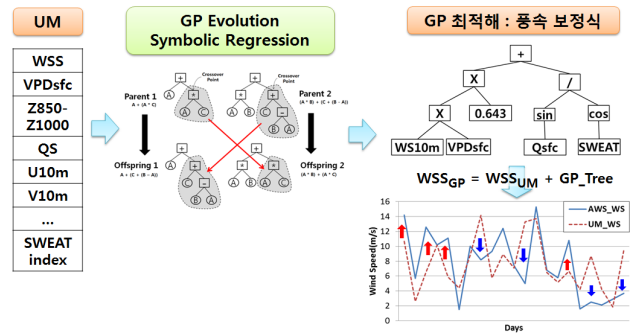 UM
WSS
VPDsfc
Z850-
Z1000
QS
U10m
V10m
...
SWEAT
index
GP Evolution
Symbolic Regression
Crossover
Point
Crossover
Point
Parent 1
A + (A * C)
Parent 2
(A * B) + (C + (B - A))
+
A
*
A
C
+
*
+
A
B
C
-
B
A
Offspring 1
A + (C + (B - A))
Offspring 2
(A * B) + (A * C)
+
A
+
C
-
B
A
+
*
*
A
B
A
C
GP 최적해 : 풍속 보정식
+
X
/
X
0.643
sin
cos
WS10m
VPDsfc
Qsfc
SWEAT
WSSGP = WSSUM + GP_Tree
Wind Speed(m/s)
16
14
12
10
8
6
4
2
0
AWS_WS
UM_WS
Days